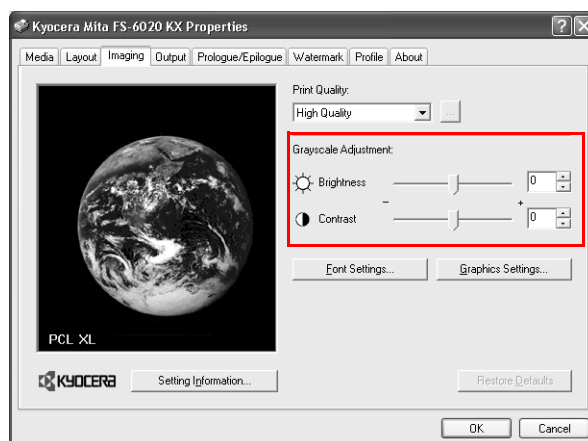 Kyocera Mita FS-6020 KX Properties
Media Layout Imaging Output Prologue/Epilogue Watermark Profile About
Print Quality:
High Quality
...
Grayscale Adjustment:
Brightness 0
- +
Contrast 0
Font Settings... Graphics Settings...
PCL XL
KYOCERA Setting Information... Restore Defaults
OK Cancel